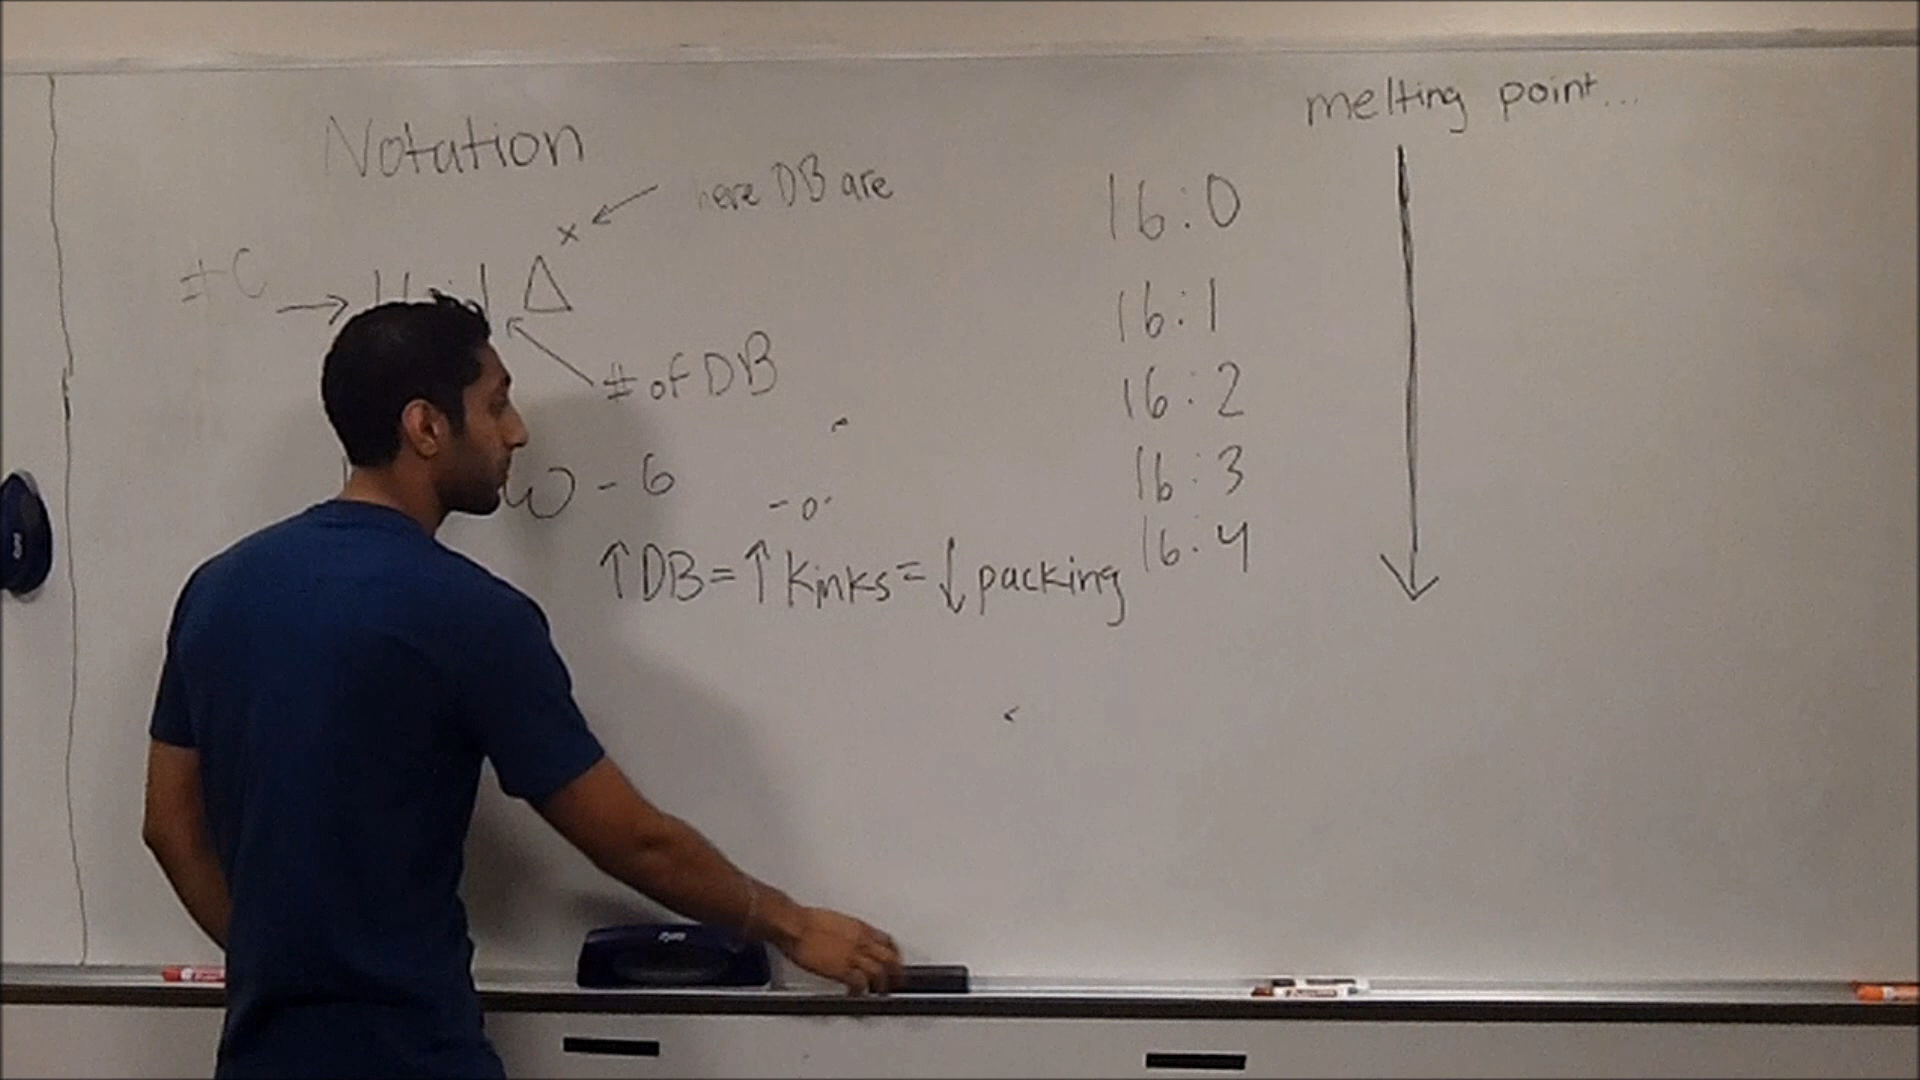 Notation
here DB are
x
# C → Δ
# of DB
ω - 6
↑ DB = ↑ Kinks = ↓ packing
melting point...
16:0
16:1
16:2
16:3
16:4